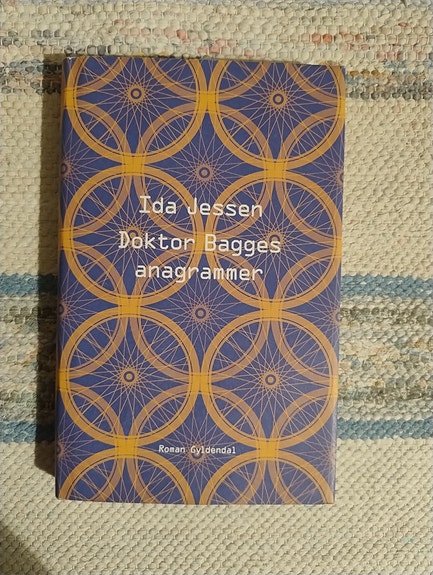 Ida Jessen
Doktor Bagges
anagrammer
Roman Gyldendal